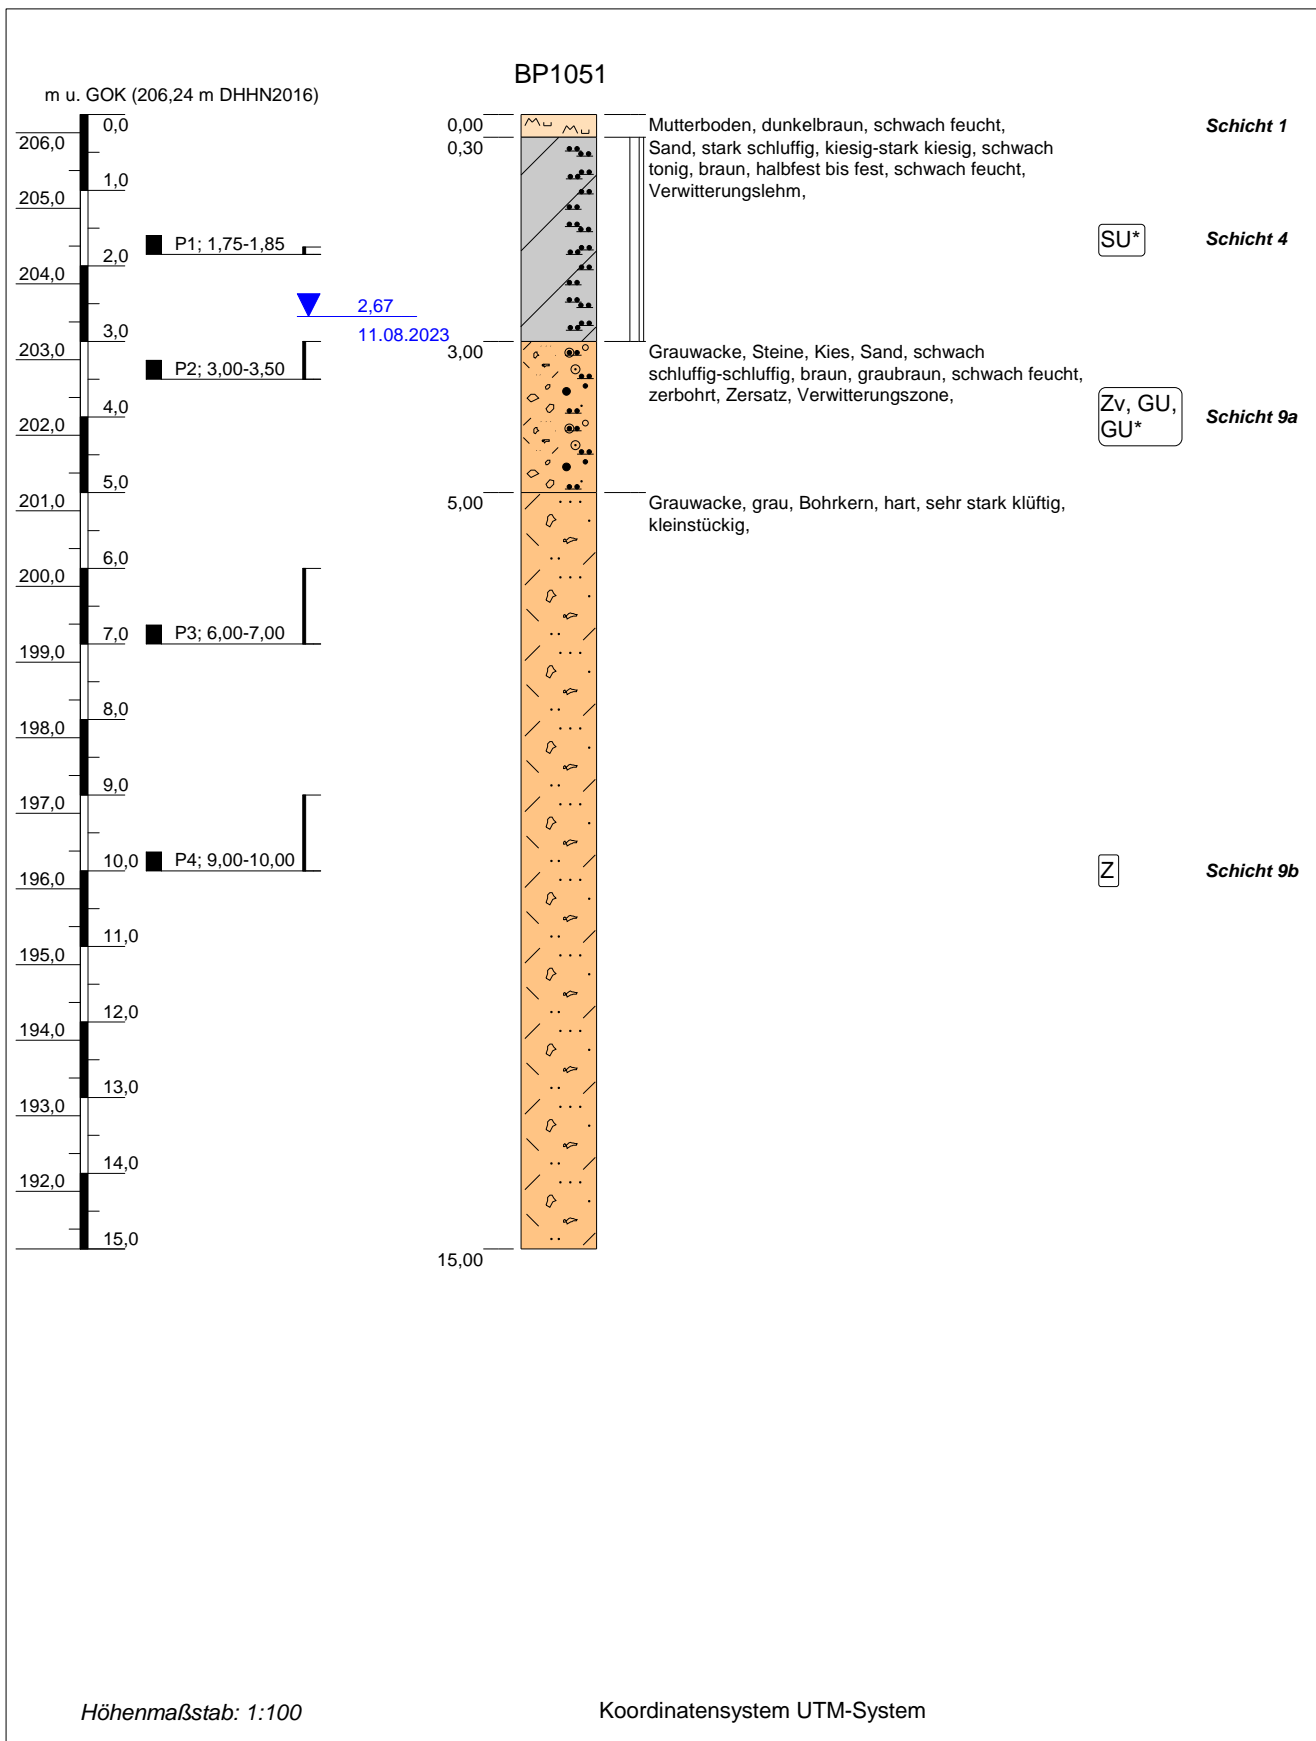 BP1051
m u. GOK (206,24 m DHHN2016)
0,0
0,00
Mutterboden, dunkelbraun, schwach feucht,
Schicht 1
206,0
0,30
Sand, stark schluffig, kiesig-stark kiesig, schwach
tonig, braun, halbfest bis fest, schwach feucht,
Verwitterungslehm,
1,0
205,0
P1; 1,75-1,85
SU*
Schicht 4
2,0
204,0
2,67
11.08.2023
3,0
203,0
3,00
Grauwacke, Steine, Kies, Sand, schwach
schluffig-schluffig, braun, graubraun, schwach feucht,
zerbohrt, Zersatz, Verwitterungszone,
P2; 3,00-3,50
Zv, GU,
GU*
Schicht 9a
4,0
202,0
5,0
5,00
Grauwacke, grau, Bohrkern, hart, sehr stark klüftig,
kleinstückig,
201,0
6,0
200,0
7,0
P3; 6,00-7,00
199,0
8,0
198,0
9,0
197,0
10,0
P4; 9,00-10,00
Z
Schicht 9b
196,0
11,0
195,0
12,0
194,0
13,0
193,0
14,0
192,0
15,0
15,00
Höhenmaßstab: 1:100
Koordinatensystem UTM-System